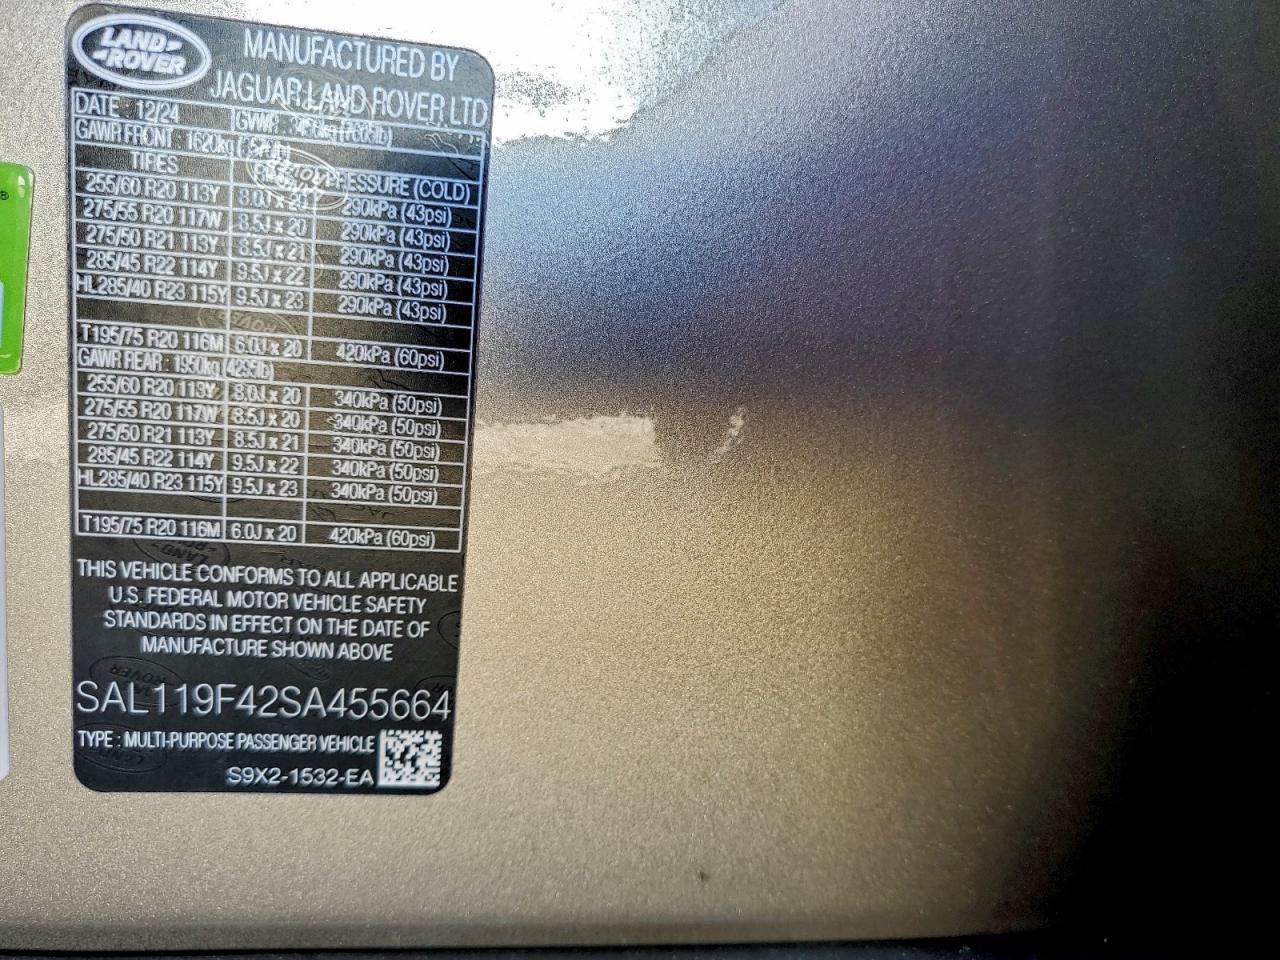 LAND-
-ROVER
MANUFACTURED BY
JAGUAR LAND ROVER LTD
DATE : 12/24 GVWR :
GAWR FRONT : 1620kg
TIRES PRESSURE (COLD)
255/60 R20 113Y 8.0J x 20 290kPa (43psi)
275/55 R20 117W 8.5J x 20 290kPa (43psi)
275/50 R21 113Y 8.5J x 21 290kPa (43psi)
285/45 R22 114Y 9.5J x 22 290kPa (43psi)
HL285/40 R23 115Y 9.5J x 23 290kPa (43psi)
T195/75 R20 116M 6.0J x 20 420kPa (60psi)
GAWR REAR : 1950kg (4295lb)
255/60 R20 113Y 8.0J x 20 340kPa (50psi)
275/55 R20 117W 8.5J x 20 340kPa (50psi)
275/50 R21 113Y 8.5J x 21 340kPa (50psi)
285/45 R22 114Y 9.5J x 22 340kPa (50psi)
HL285/40 R23 115Y 9.5J x 23 340kPa (50psi)
T195/75 R20 116M 6.0J x 20 420kPa (60psi)
THIS VEHICLE CONFORMS TO ALL APPLICABLE
U.S. FEDERAL MOTOR VEHICLE SAFETY
STANDARDS IN EFFECT ON THE DATE OF
MANUFACTURE SHOWN ABOVE
SAL119F42SA455664
TYPE : MULTI-PURPOSE PASSENGER VEHICLE
S9X2-1532-EA